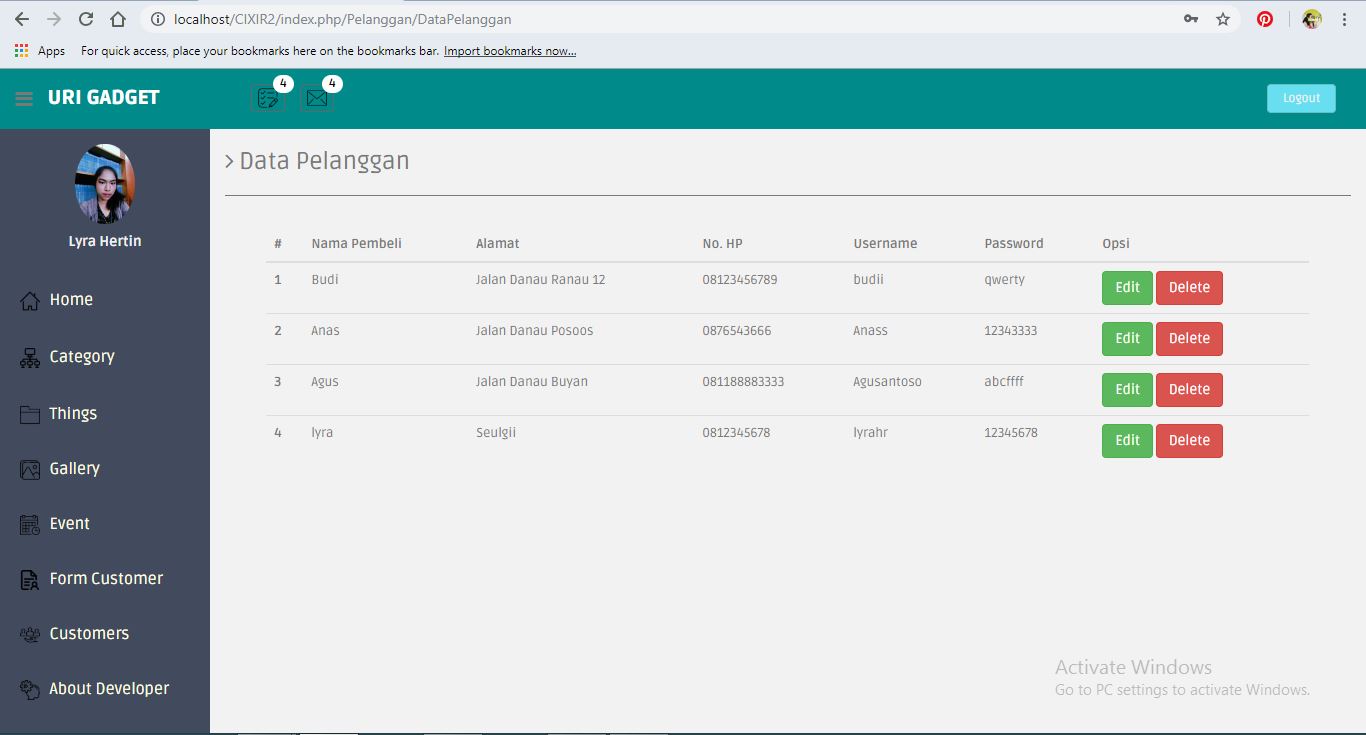 localhost/CIXIR2/index.php/Pelanggan/DataPelanggan
Apps For quick access, place your bookmarks here on the bookmarks bar. Import bookmarks now...
URI GADGET 4 4 Logout
Lyra Hertin
Home
Category
Things
Gallery
Event
Form Customer
Customers
About Developer
> Data Pelanggan
# Nama Pembeli Alamat No. HP Username Password Opsi
1 Budi Jalan Danau Ranau 12 08123456789 budii qwerty Edit Delete
2 Anas Jalan Danau Posoos 0876543666 Anass 12343333 Edit Delete
3 Agus Jalan Danau Buyan 081188883333 Agusantoso abcffff Edit Delete
4 lyra Seulgii 0812345678 lyrahr 12345678 Edit Delete
Activate Windows
Go to PC settings to activate Windows.